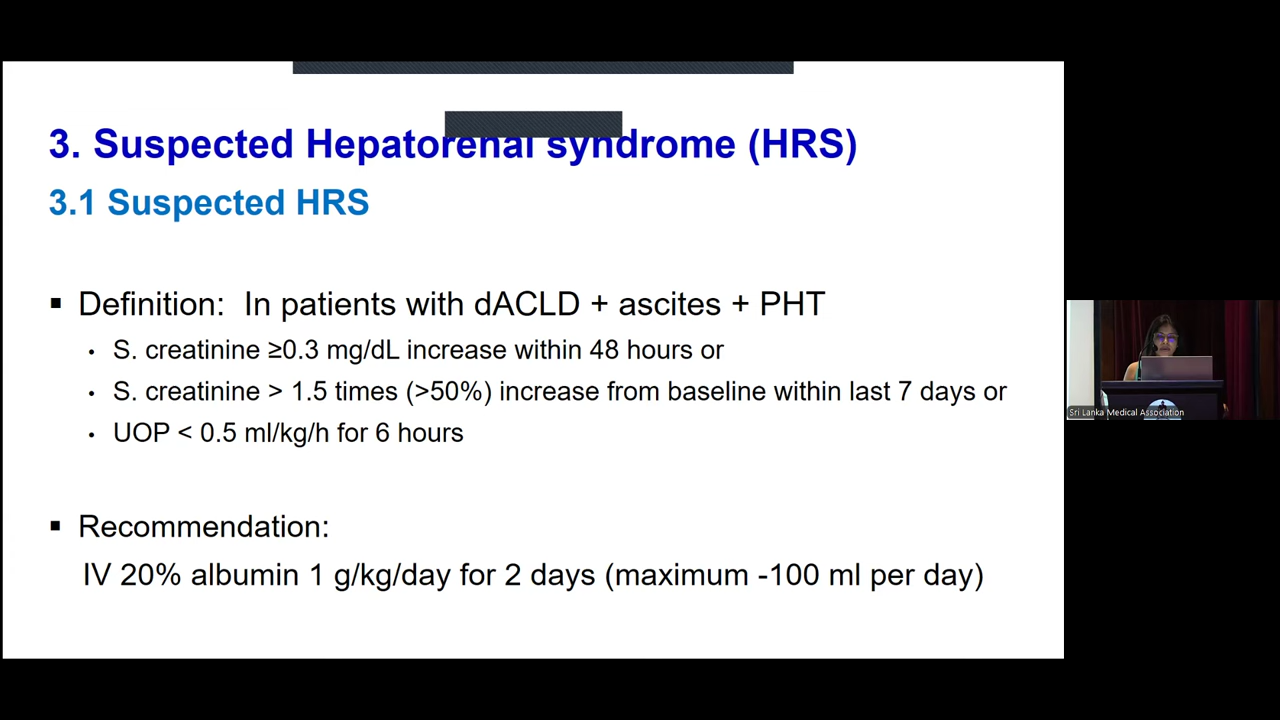 3. Suspected Hepatorenal syndrome (HRS)
3.1 Suspected HRS
▪ Definition: In patients with dACLD + ascites + PHT
• S. creatinine ≥0.3 mg/dL increase within 48 hours or
• S. creatinine > 1.5 times (>50%) increase from baseline within last 7 days or
• UOP < 0.5 ml/kg/h for 6 hours
▪ Recommendation:
IV 20% albumin 1 g/kg/day for 2 days (maximum -100 ml per day)
Sri Lanka Medical Association